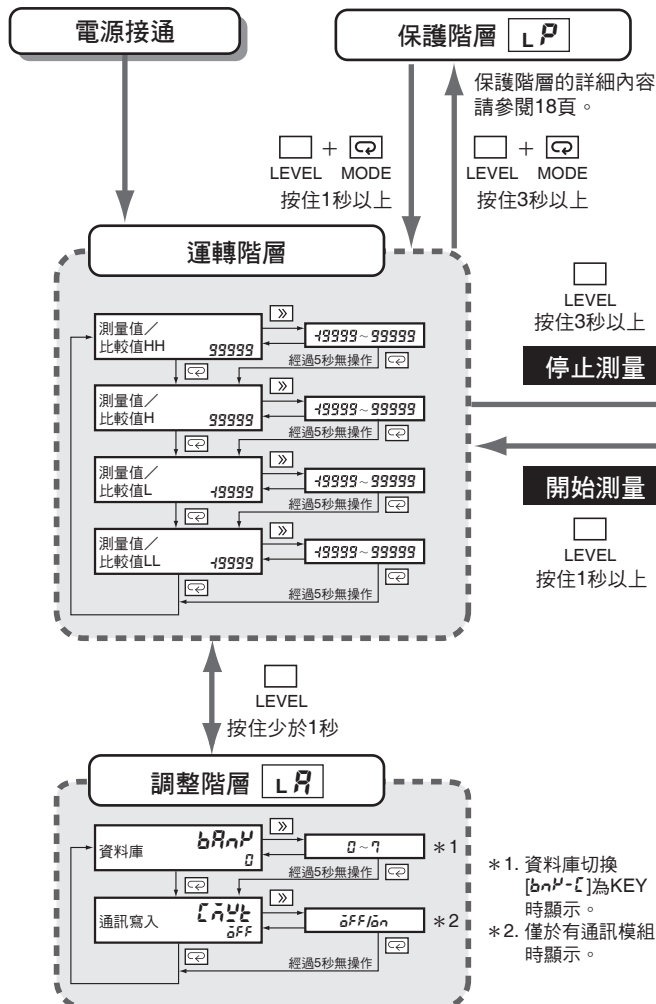 電源接通
保護階層 L P
保護階層的詳細內容
請參閱18頁。
+
LEVEL MODE
按住1秒以上
+
LEVEL MODE
按住3秒以上
運轉階層
LEVEL
按住3秒以上
停止測量
開始測量
LEVEL
按住1秒以上
測量值／
比較值HH 99999
-19999~99999
經過5秒無操作
測量值／
比較值H 99999
-19999~99999
經過5秒無操作
測量值／
比較值L -19999
-19999~99999
經過5秒無操作
測量值／
比較值LL -19999
-19999~99999
經過5秒無操作
LEVEL
按住少於1秒
調整階層 L A
資料庫 bAnK
0
0~7 *1
經過5秒無操作
通訊寫入 CMWt
oFF
oFF/on *2
經過5秒無操作
*1. 資料庫切換
[bnK-C]為KEY
時顯示。
*2. 僅於有通訊模組
時顯示。